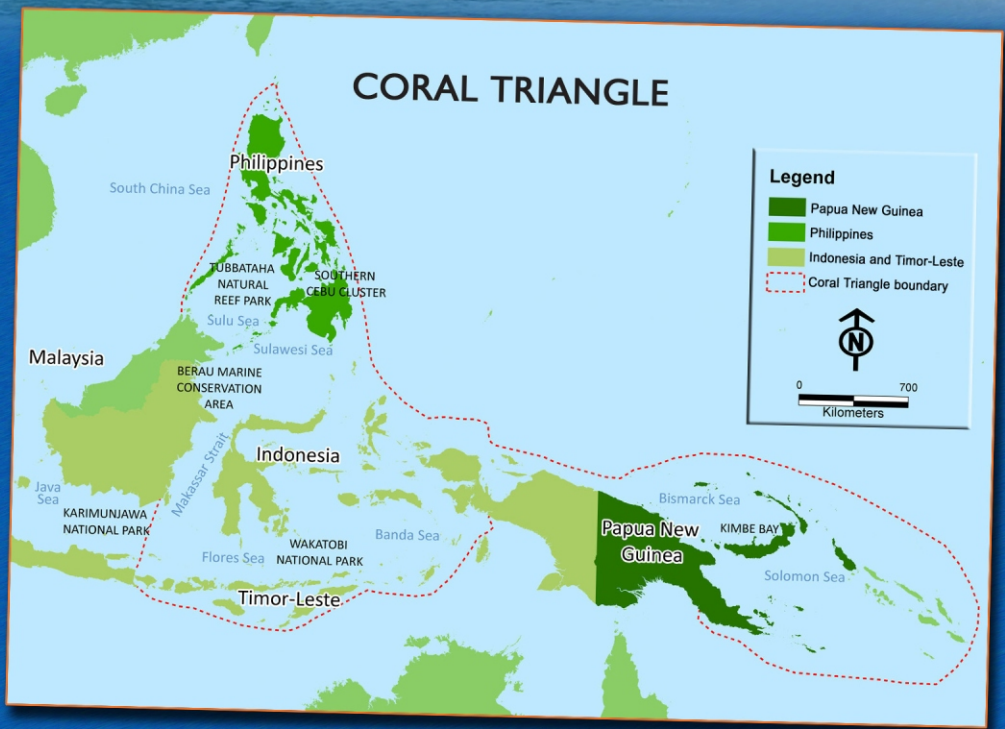 CORAL TRIANGLE
Philippines
South China Sea
Legend
Papua New Guinea
Philippines
Indonesia and Timor-Leste
Coral Triangle boundary
N
0 700
Kilometers
TUBBATAHA
NATURAL
REEF PARK
SOUTHERN
CEBU CLUSTER
Sulu Sea
Sulawesi Sea
Malaysia
BERAU MARINE
CONSERVATION
AREA
Makassar Strait
Indonesia
Java
Sea
KARIMUNJAWA
NATIONAL PARK
Bismarck Sea
KIMBE BAY
Papua New
Guinea
Banda Sea
WAKATOBI
NATIONAL PARK
Flores Sea
Solomon Sea
Timor-Leste